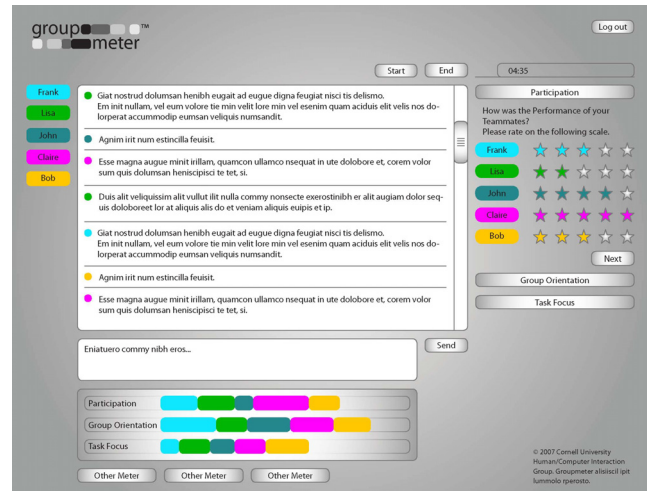 group™
meter
Log out
Start
End
04:35
Frank
Lisa
John
Claire
Bob
Giat nostrud dolumsan henibh eugait ad eugue digna feugiat nisci tis delismo.
Em init nullam, vel eum volore tie min velit lore min vel esenim quam aciduis elit velis nos do-
lorperat accummodip eumsan veliquis numsandit.
Agnim irit num estincilla feuisit.
Esse magna augue minit irillam, quamcon ullamco nsequat in ute dolobore et, corem volor
sum quis dolumsan heniscipisci te tet, si.
Duis alit veliquissim alit vullut ilit nulla commy nonsecte exerostinibh er alit augiam dolor seq-
uis doloboreet lor at aliquis alis do et veniam aliquis euipis et ip.
Giat nostrud dolumsan henibh eugait ad eugue digna feugiat nisci tis delismo.
Em init nullam, vel eum volore tie min velit lore min vel esenim quam aciduis elit velis nos do-
lorperat accummodip eumsan veliquis numsandit.
Agnim irit num estincilla feuisit.
Esse magna augue minit irillam, quamcon ullamco nsequat in ute dolobore et, corem volor
sum quis dolumsan heniscipisci te tet, si.
Participation
How was the Performance of your
Teammates?
Please rate on the following scale.
Frank
Lisa
John
Claire
Bob
Next
Group Orientation
Task Focus
Eniatuero commy nibh eros...
Send
Participation
Group Orientation
Task Focus
Other Meter
Other Meter
Other Meter
© 2007 Cornell University
Human/Computer Interaction
Group. Groupmeter alisiscil ipit
lummolo rperosto.